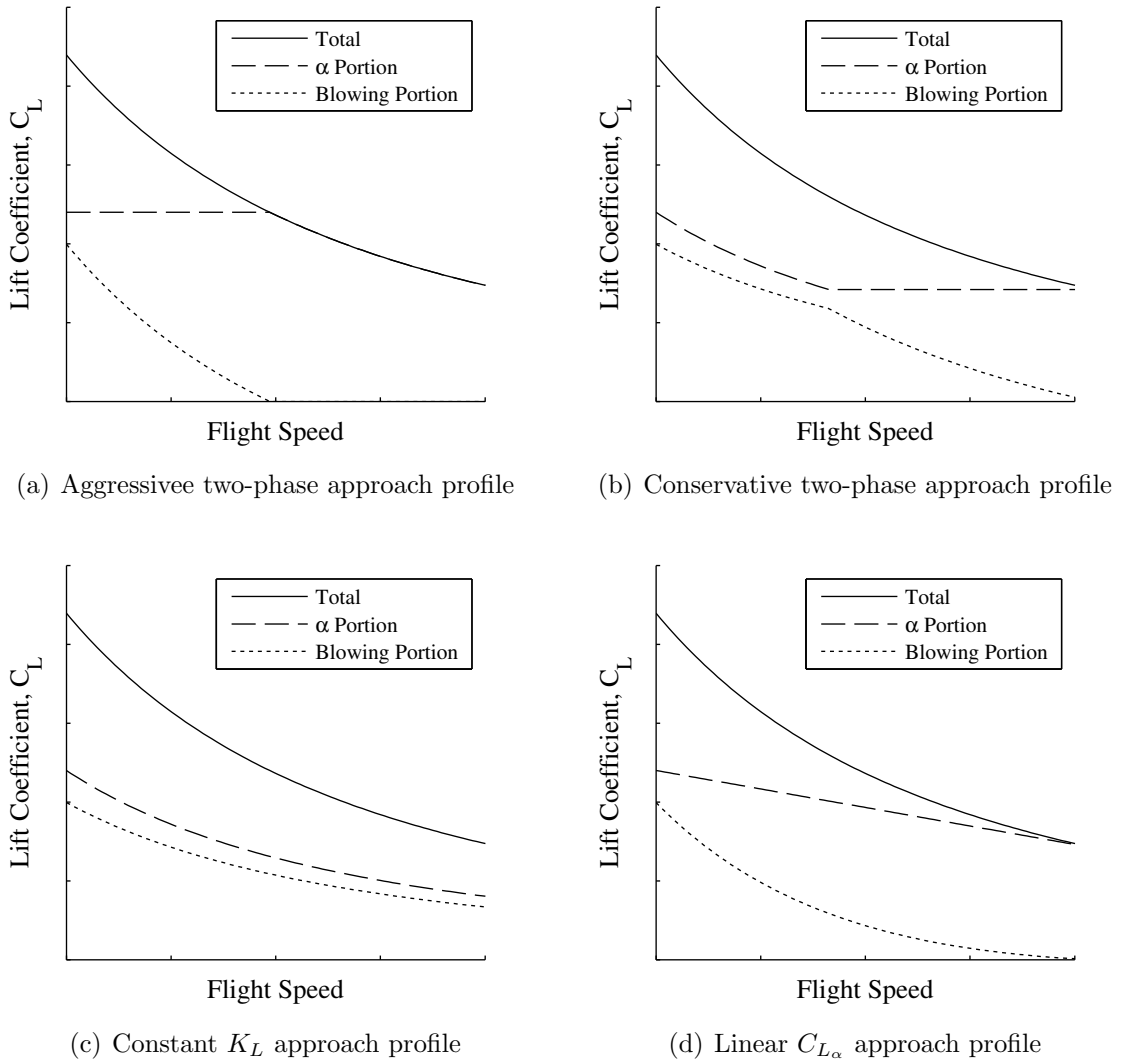 Total
α Portion
Blowing Portion
Lift Coefficient, C_L
Flight Speed
(a) Aggressivee two-phase approach profile
Total
α Portion
Blowing Portion
Lift Coefficient, C_L
Flight Speed
(b) Conservative two-phase approach profile
Total
α Portion
Blowing Portion
Lift Coefficient, C_L
Flight Speed
(c) Constant K_L approach profile
Total
α Portion
Blowing Portion
Lift Coefficient, C_L
Flight Speed
(d) Linear C_{L_α} approach profile